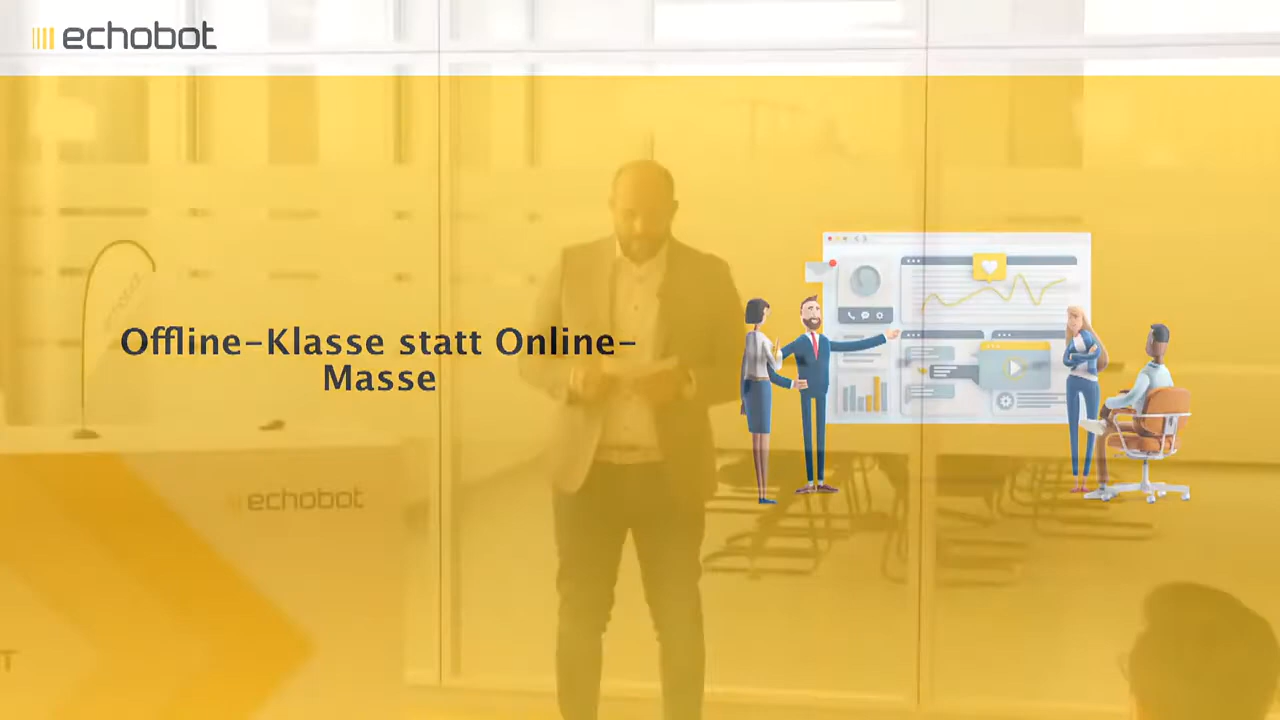 echobot
Offline-Klasse statt Online-
Masse
echobot
T